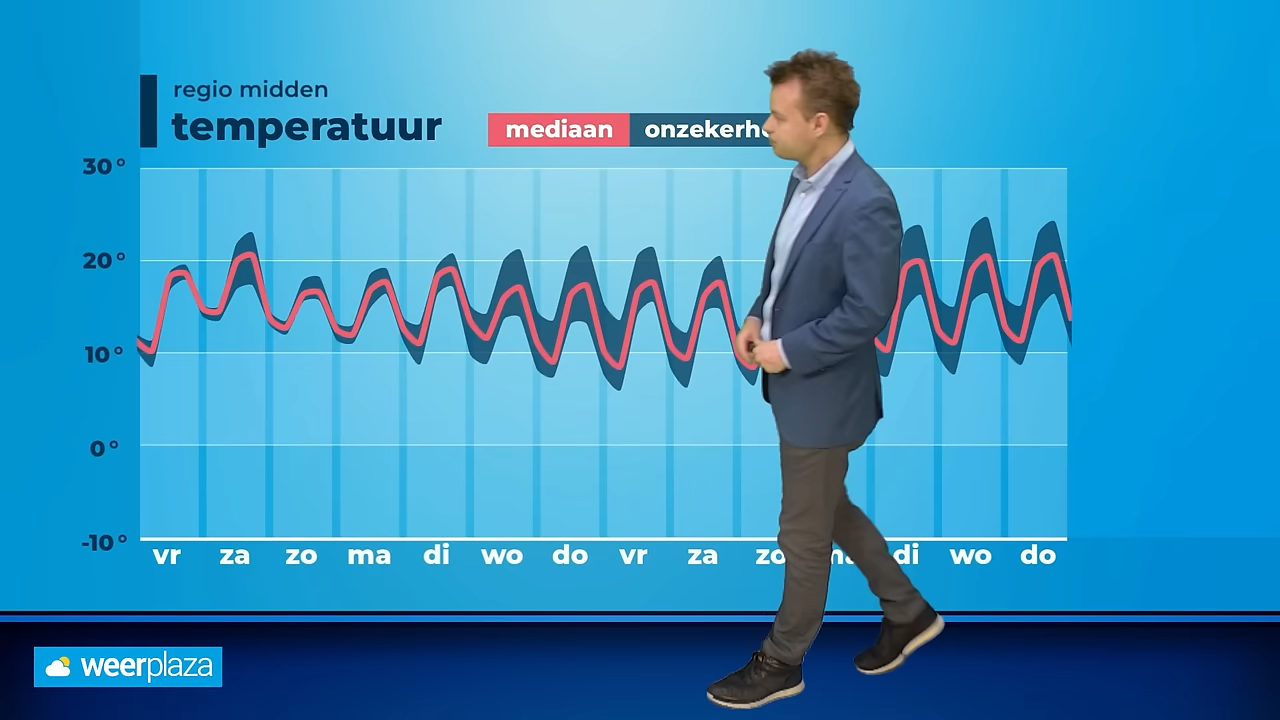 regio midden
temperatuur
mediaan
30°
20°
10°
0°
-10°
vr za zo ma di wo do vr za zo di wo do
weerplaza